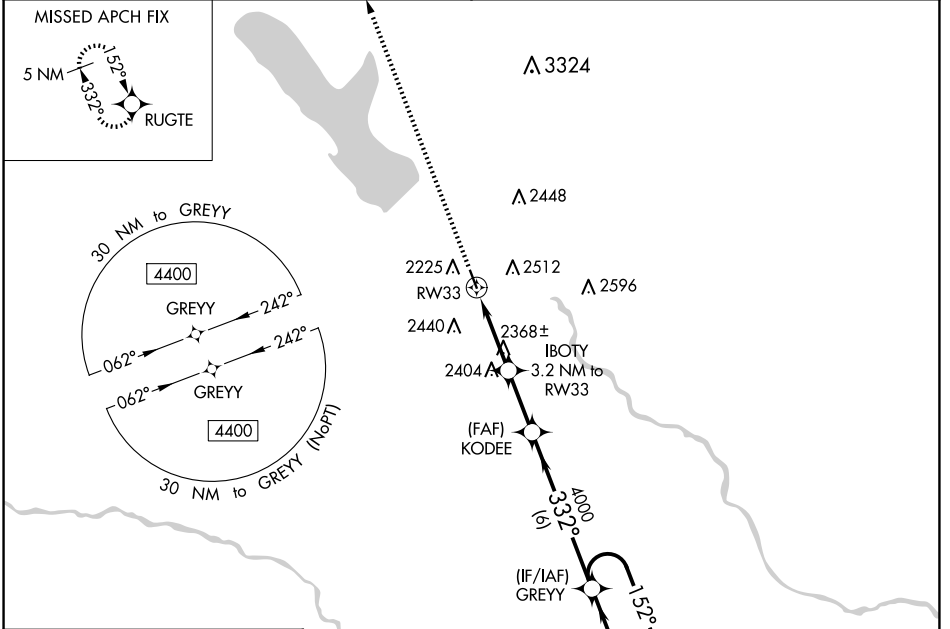 MISSED APCH FIX
5 NM
152°
332°
RUGTE
3324
2448
30 NM to GREYY
4400
GREYY
242°
062°
242°
062°
GREYY
4400
30 NM to GREYY (NoPT)
2225
2512
RW33
2596
2440
2368±
IBOTY
2404
3.2 NM to
RW33
(FAF)
KODEE
4000
332°
(6)
(IF/IAF)
GREYY
152°